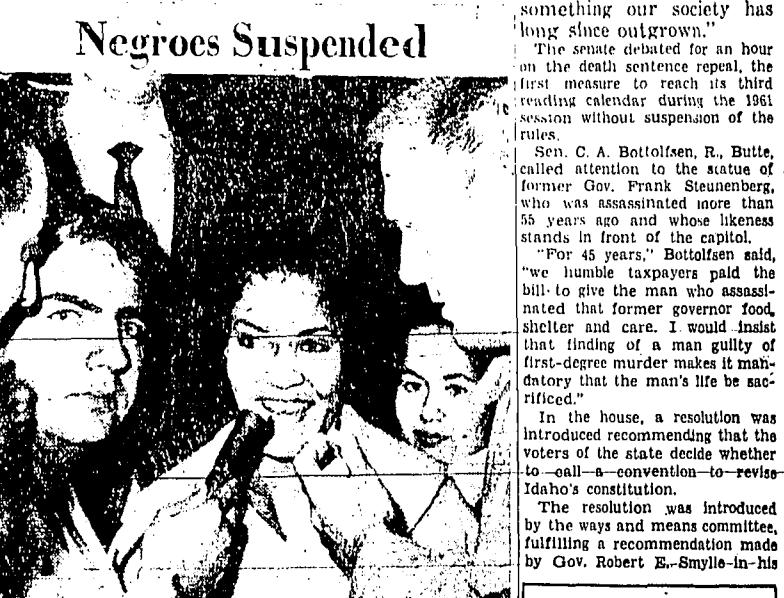 Negroes Suspended
something our society has
long since outgrown."
The senate debated for an hour
on the death sentence repeal, the
first measure to reach its third
reading calendar during the 1961
session without suspension of the
rules.
Sen. C. A. Bottolfsen, R., Butte,
called attention to the statue of
former Gov. Frank Steunenberg,
who was assassinated more than
55 years ago and whose likeness
stands in front of the capitol.
"For 45 years," Bottolfsen said,
"we humble taxpayers paid the
bill to give the man who assassi-
nated that former governor food,
shelter and care. I would insist
that finding of a man guilty of
first-degree murder makes it man-
datory that the man's life be sac-
rificed."
In the house, a resolution was
introduced recommending that the
voters of the state decide whether
to call a convention to revise
Idaho's constitution.
The resolution was introduced
by the ways and means committee,
fulfilling a recommendation made
by Gov. Robert E. Smylie in his